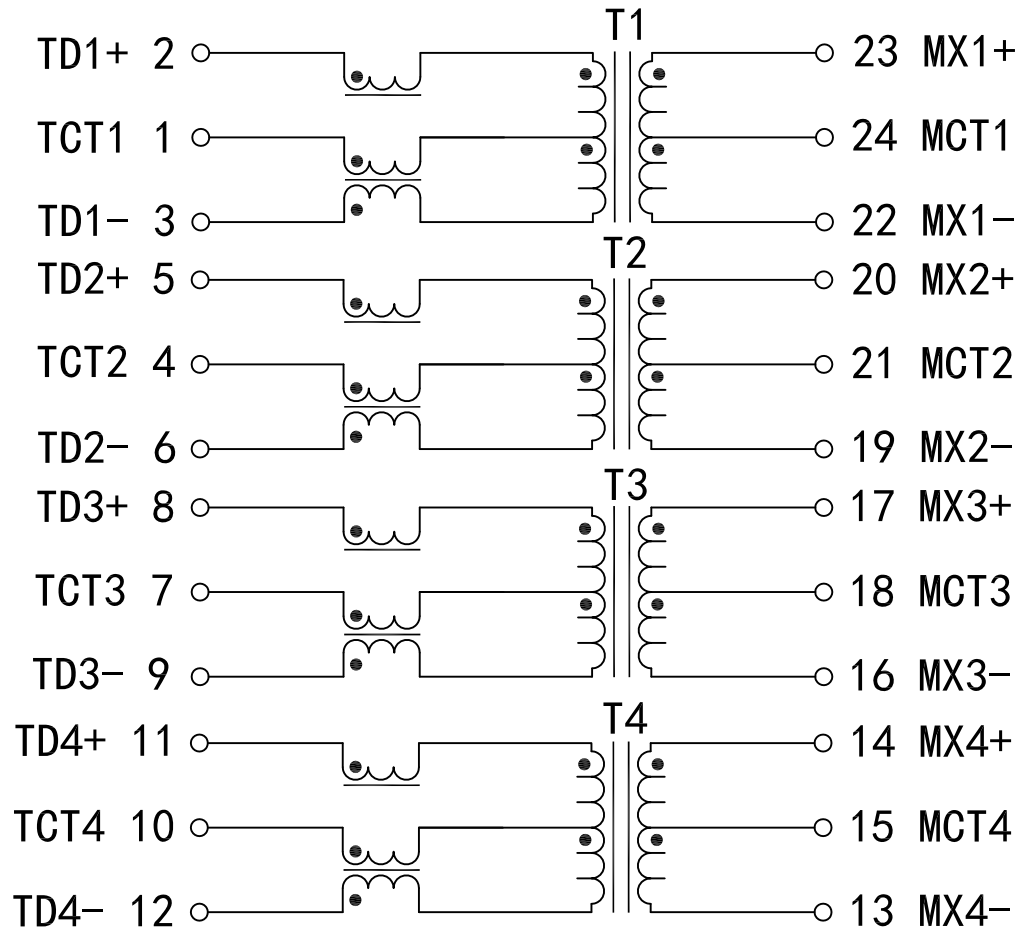 T1
TD1+ 2 23 MX1+
TCT1 1 24 MCT1
TD1- 3 22 MX1-
T2
TD2+ 5 20 MX2+
TCT2 4 21 MCT2
TD2- 6 19 MX2-
T3
TD3+ 8 17 MX3+
TCT3 7 18 MCT3
TD3- 9 16 MX3-
T4
TD4+ 11 14 MX4+
TCT4 10 15 MCT4
TD4- 12 13 MX4-